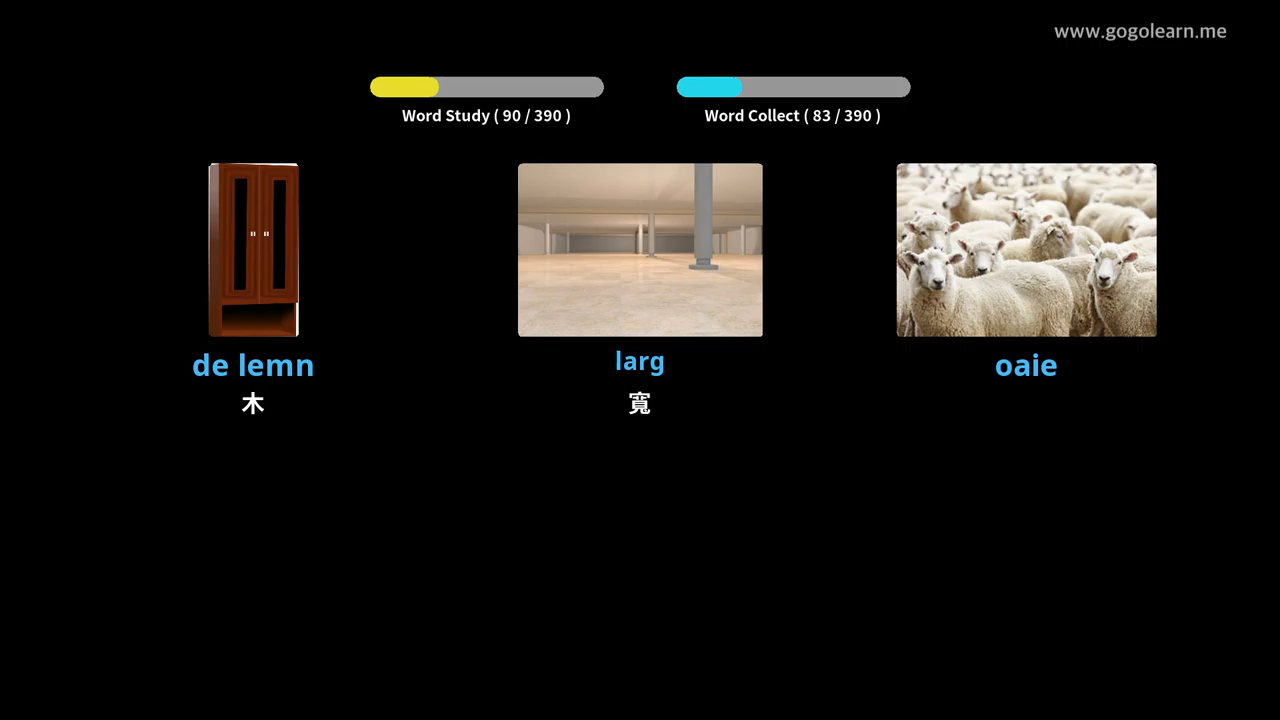 www.gogolearn.me
Word Study ( 90 / 390 )
Word Collect ( 83 / 390 )
de lemn
木
larg
寬
oaie